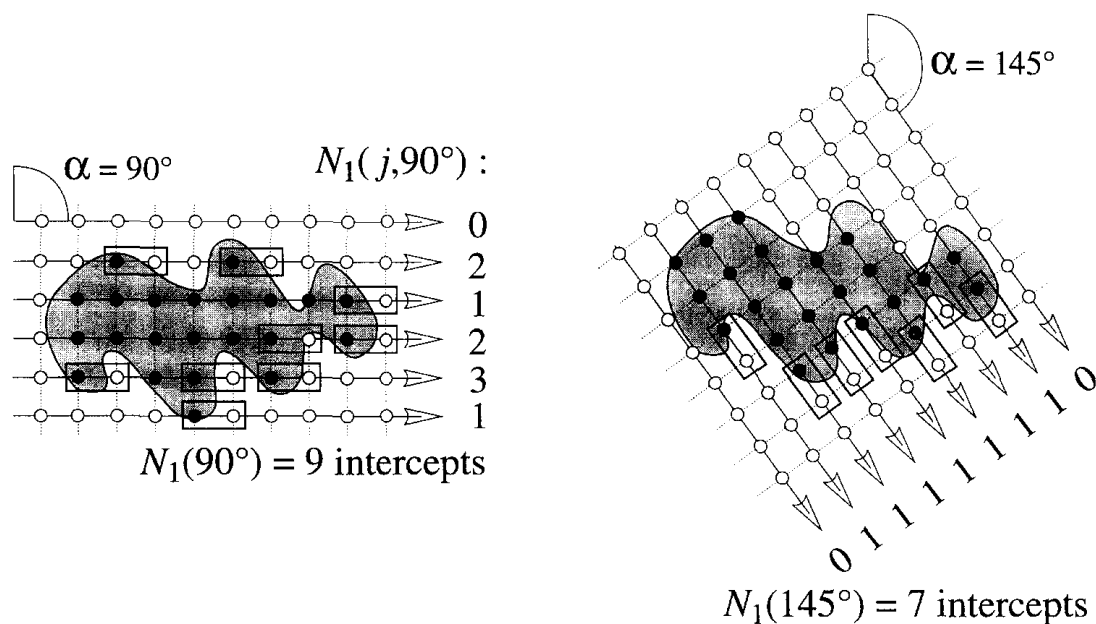 α = 90°
N₁(j,90°) :
0
2
1
2
3
1
N₁(90°) = 9 intercepts
α = 145°
0 1 1 1 1 1 1 1 0
N₁(145°) = 7 intercepts